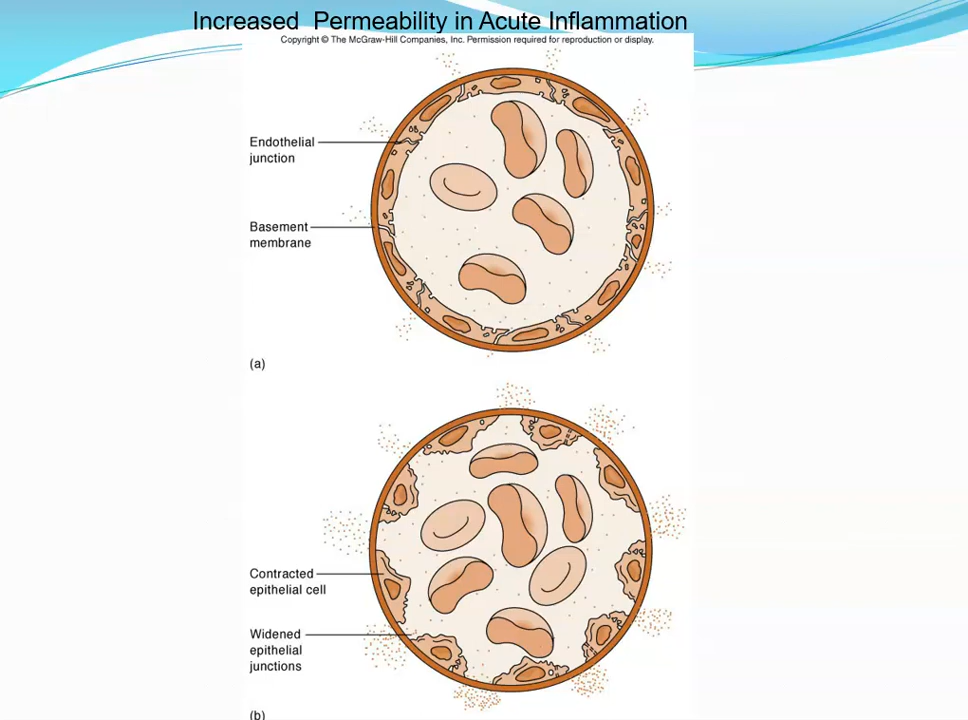 Increased  Permeability in Acute Inflammation
Copyright © The McGraw-Hill Companies, Inc. Permission required for reproduction or display.
Endothelial
junction
Basement
membrane
(a)
Contracted
epithelial cell
Widened
epithelial
junctions
(b)